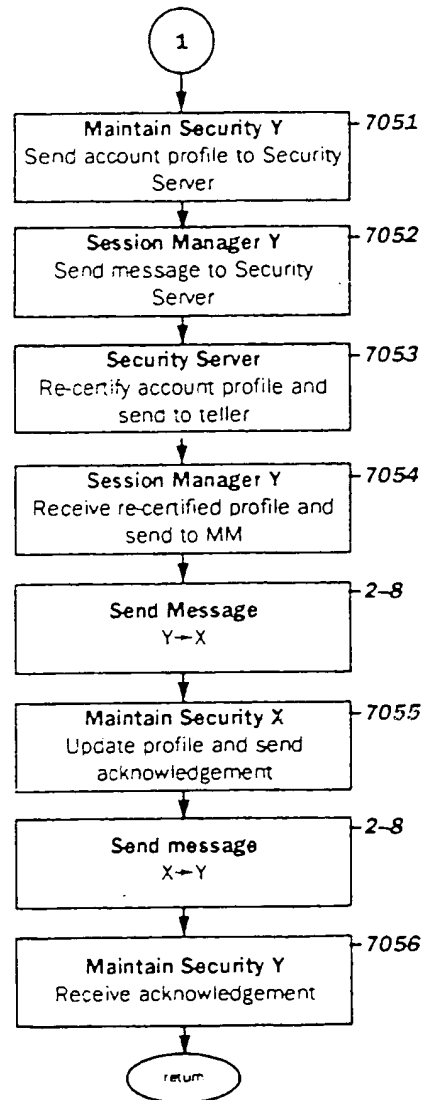 1
Maintain Security Y
7051
Send account profile to Security
Server
Session Manager Y
7052
Send message to Security
Server
Security Server
7053
Re-certify account profile and
send to teller
Session Manager Y
7054
Receive re-certified profile and
send to MM
2-8
Send Message
Y→X
Maintain Security X
7055
Update profile and send
acknowledgement
2-8
Send message
X→Y
7056
Maintain Security Y
Receive acknowledgement
return